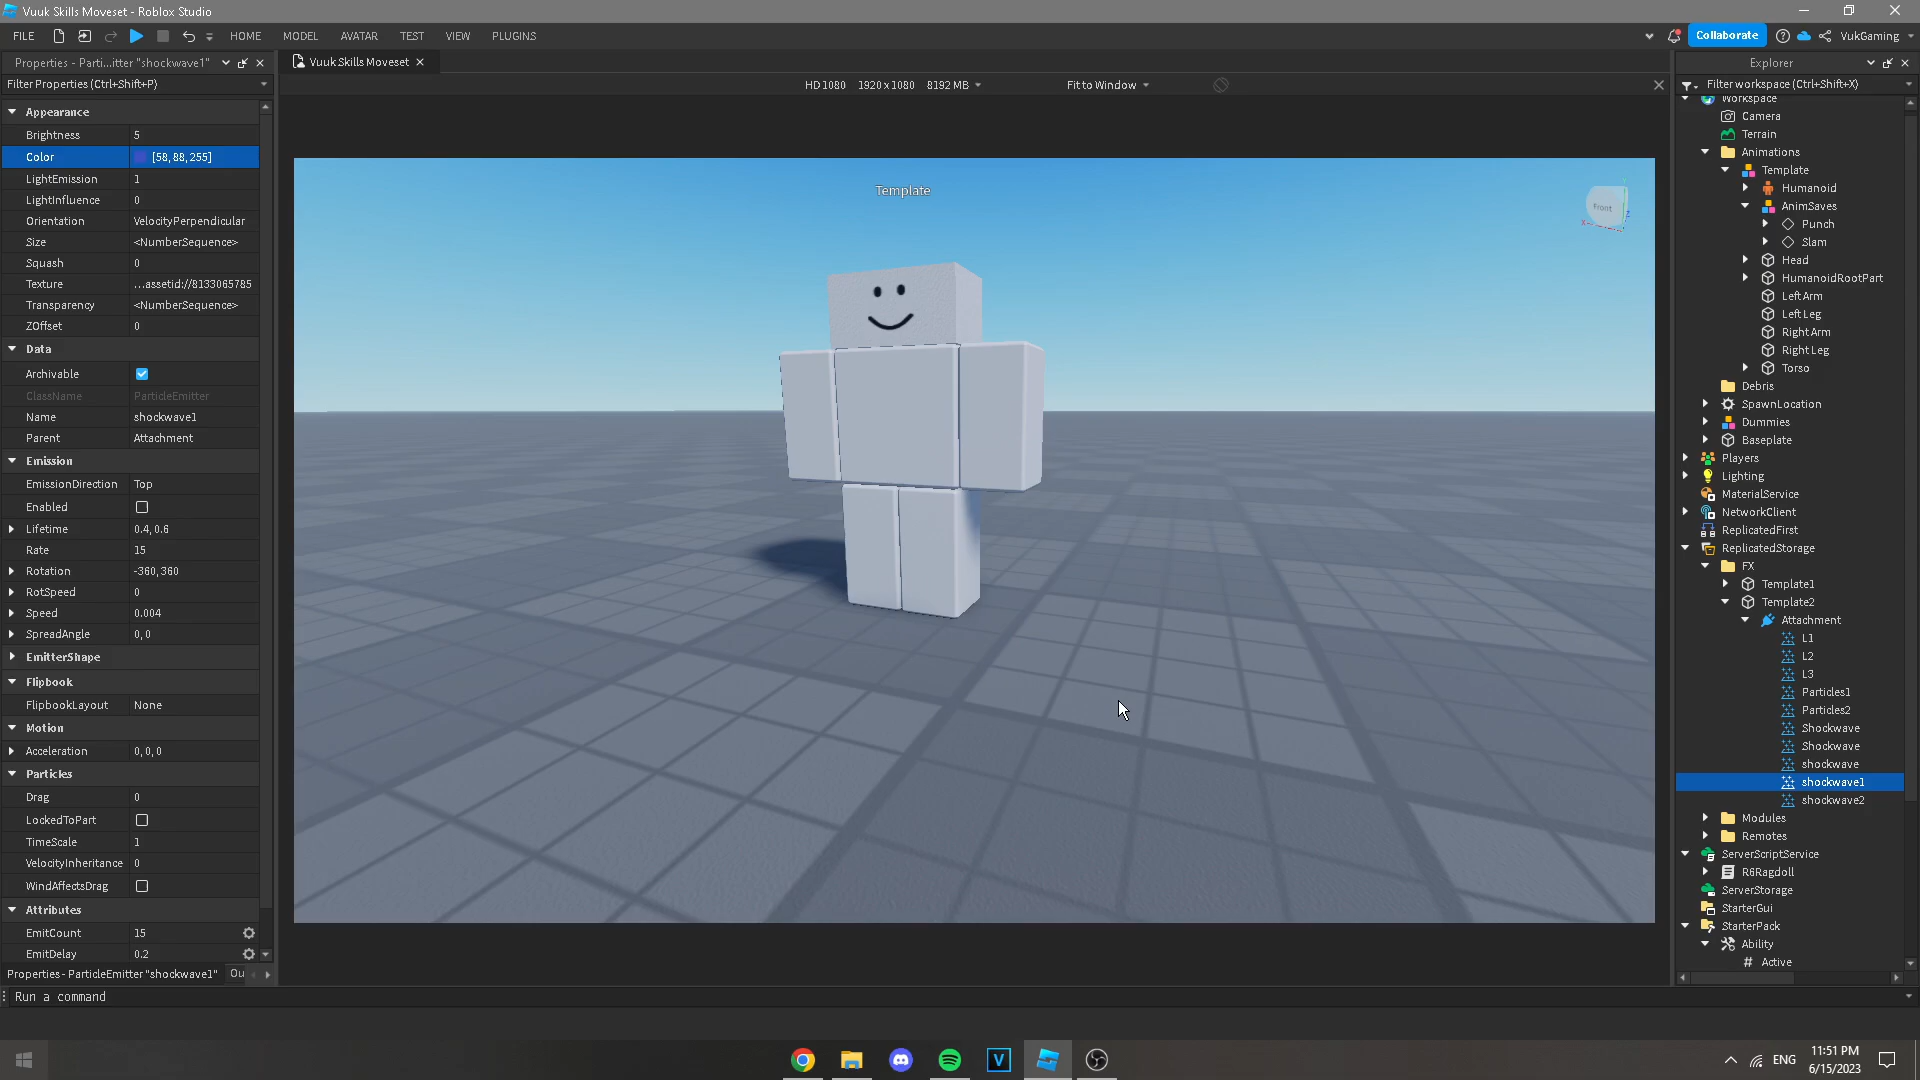 Vuuk Skills Moveset - Roblox Studio
FILE HOME MODEL AVATAR TEST VIEW PLUGINS Collaborate VukGaming
Properties - Parti...itter "shockwave1"
Filter Properties (Ctrl+Shift+P)
Appearance
Brightness 5
Color [58, 88, 255]
LightEmission 1
LightInfluence 0
Orientation VelocityPerpendicular
Size <NumberSequence>
Squash 0
Texture ...assetid://8133065785
Transparency <NumberSequence>
ZOffset 0
Data
Archivable
ClassName ParticleEmitter
Name shockwave1
Parent Attachment
Emission
EmissionDirection Top
Enabled
Lifetime 0.4, 0.6
Rate 15
Rotation -360, 360
RotSpeed 0
Speed 0.004
SpreadAngle 0, 0
EmitterShape
Flipbook
FlipbookLayout None
Motion
Acceleration 0, 0, 0
Particles
Drag 0
LockedToPart
TimeScale 1
VelocityInheritance 0
WindAffectsDrag
Attributes
EmitCount 15
EmitDelay 0.2
Properties - ParticleEmitter "shockwave1" Ou
Run a command
Vuuk Skills Moveset
HD 1080 1920 x 1080 8192 MB Fit to Window
Template
Front
Explorer
Filter workspace (Ctrl+Shift+X)
Workspace
Camera
Terrain
Animations
Template
Humanoid
AnimSaves
Punch
Slam
Head
HumanoidRootPart
Left Arm
Left Leg
Right Arm
Right Leg
Torso
Debris
SpawnLocation
Dummies
Baseplate
Players
Lighting
MaterialService
NetworkClient
ReplicatedFirst
ReplicatedStorage
FX
Template1
Template2
Attachment
L1
L2
L3
Particles1
Particles2
Shockwave
Shockwave
shockwave
shockwave1
shockwave2
Modules
Remotes
ServerScriptService
R6Ragdoll
ServerStorage
StarterGui
StarterPack
Ability
# Active
V
ENG
11:51 PM
6/15/2023